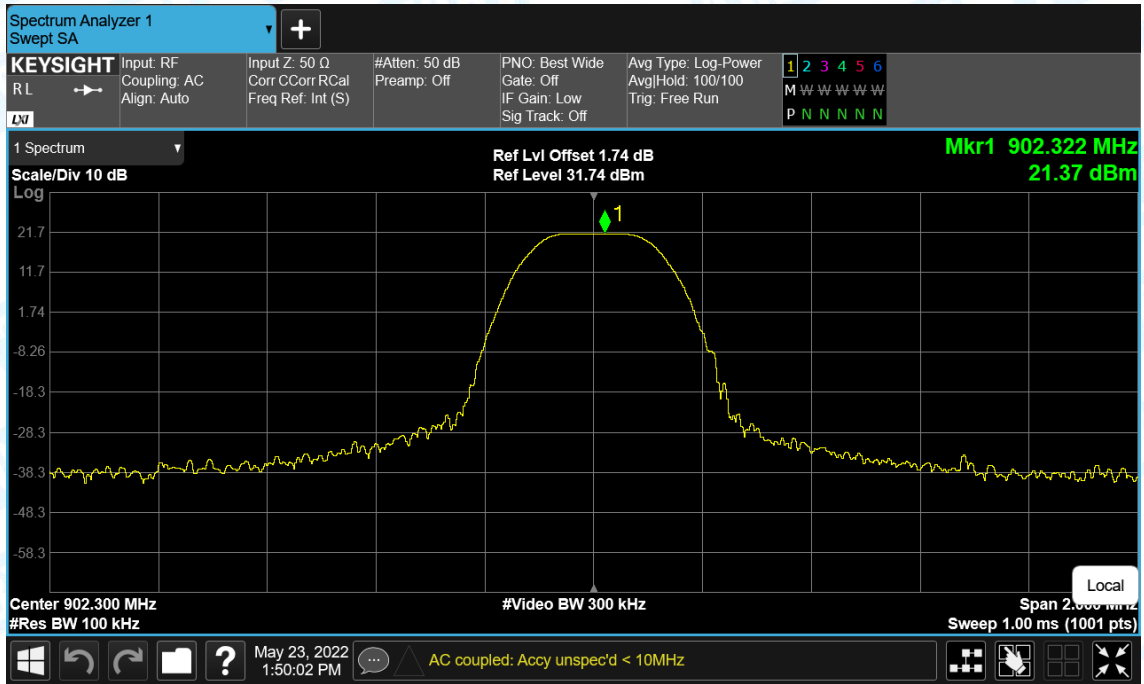 Spectrum Analyzer 1
Swept SA
+
KEYSIGHT
RL
LXI
Input: RF
Coupling: AC
Align: Auto
Input Z: 50 Ω
Corr CCorr RCal
Freq Ref: Int (S)
#Atten: 50 dB
Preamp: Off
PNO: Best Wide
Gate: Off
IF Gain: Low
Sig Track: Off
Avg Type: Log-Power
Avg|Hold: 100/100
Trig: Free Run
1 2 3 4 5 6
M W W W W W
P N N N N N
1 Spectrum
Scale/Div 10 dB
Log
Ref Lvl Offset 1.74 dB
Ref Level 31.74 dBm
Mkr1 902.322 MHz
21.37 dBm
1
21.7
11.7
1.74
-8.26
-18.3
-28.3
-38.3
-48.3
-58.3
Local
Center 902.300 MHz
#Video BW 300 kHz
#Res BW 100 kHz
Sweep 1.00 ms (1001 pts)
?
May 23, 2022
1:50:02 PM
AC coupled: Accy unspec'd < 10MHz